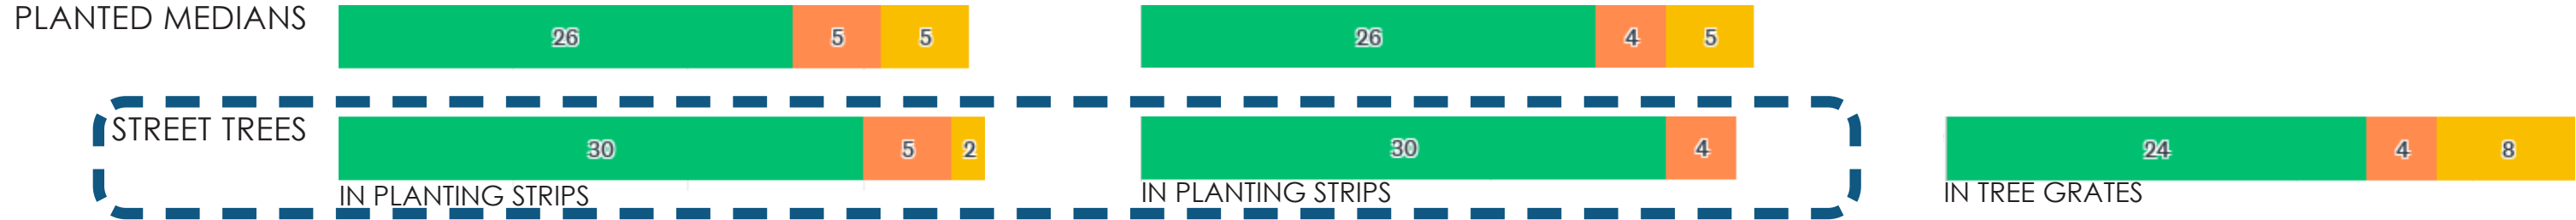 PLANTED MEDIANS
26 5 5
26 4 5
STREET TREES
30 5 2
30 4
24 4 8
IN PLANTING STRIPS
IN PLANTING STRIPS
IN TREE GRATES